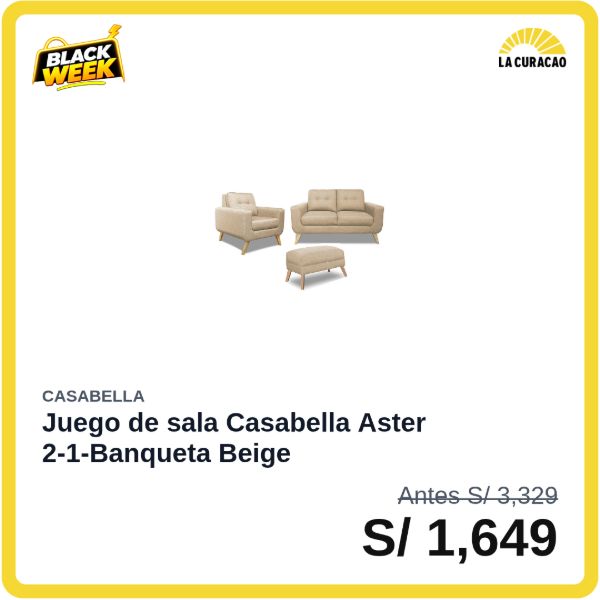 BLACK
WEEK
LA CURACAO
CASABELLA
Juego de sala Casabella Aster
2-1-Banqueta Beige
Antes S/ 3,329
S/ 1,649